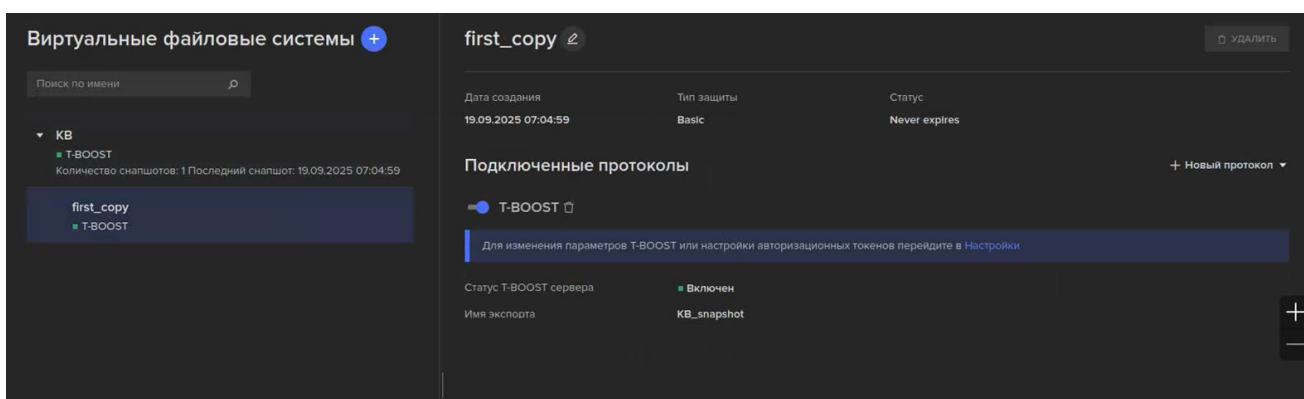 Виртуальные файловые системы
Поиск по имени
КВ
T-BOOST
Количество снапшотов: 1 Последний снапшот: 19.09.2025 07:04:59
first_copy
T-BOOST
first_copy
УДАЛИТЬ
Дата создания
Тип защиты
Статус
19.09.2025 07:04:59
Basic
Never expires
Подключенные протоколы
Новый протокол
T-BOOST
Для изменения параметров T-BOOST или настройки авторизационных токенов перейдите в Настройки
Статус T-BOOST сервера
Включен
Имя экспорта
KB_snapshot